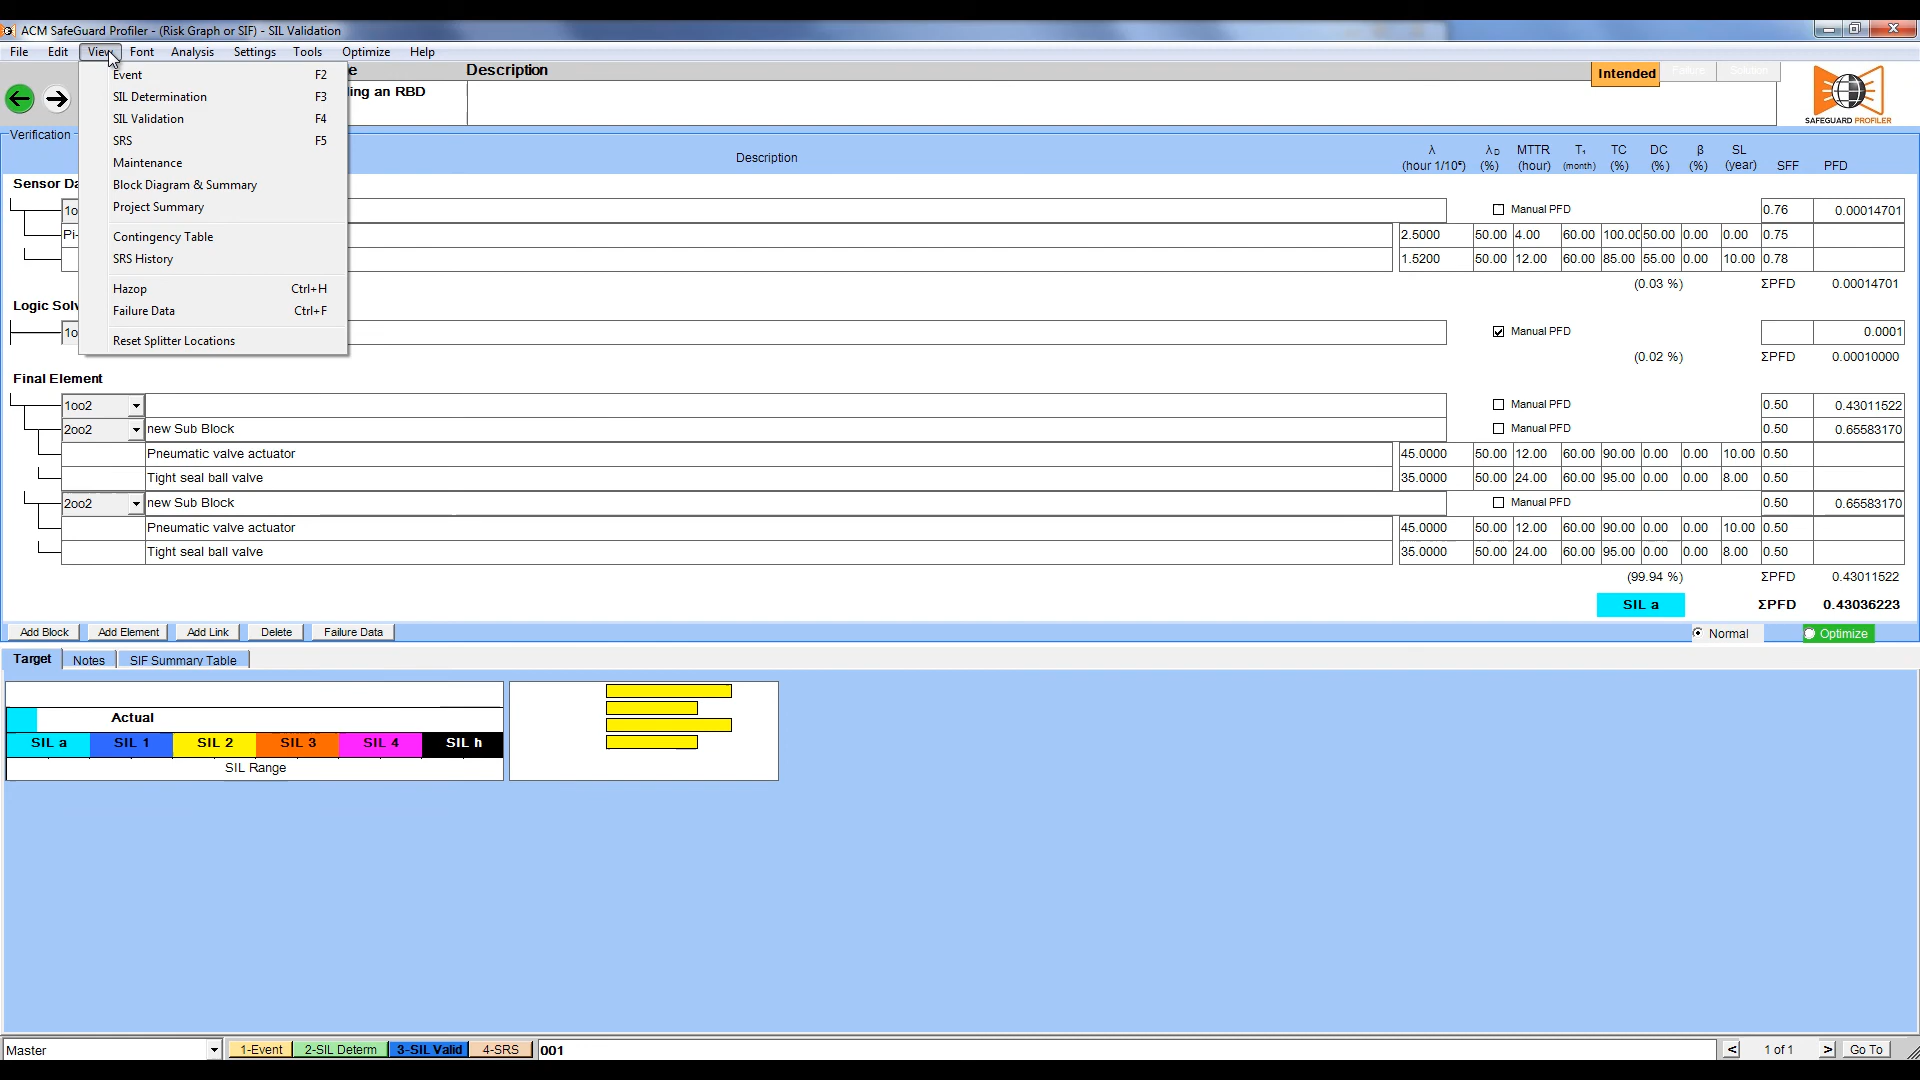 ACM SafeGuard Profiler - (Risk Graph or SIF) - SIL Validation
File Edit View Font Analysis Settings Tools Optimize Help
Event F2
SIL Determination F3
SIL Validation F4
SRS F5
Maintenance
Block Diagram & Summary
Project Summary
Contingency Table
SRS History
Hazop Ctrl+H
Failure Data Ctrl+F
Reset Splitter Locations
Description
Intended Failure Solution
SAFEGUARD PROFILER
Verification
Description λ (hour 1/10⁶) λD (%) MTTR (hour) T₁ (month) TC (%) DC (%) β (%) SL (year) SFF PFD
Manual PFD 0.76 0.00014701
2.5000 50.00 4.00 60.00 100.00 50.00 0.00 0.00 0.75
1.5200 50.00 12.00 60.00 85.00 55.00 0.00 10.00 0.78
(0.03 %) ΣPFD 0.00014701
Manual PFD 0.0001
(0.02 %) ΣPFD 0.00010000
Final Element
1oo2 Manual PFD 0.50 0.43011522
2oo2 new Sub Block Manual PFD 0.50 0.65583170
Pneumatic valve actuator 45.0000 50.00 12.00 60.00 90.00 0.00 0.00 10.00 0.50
Tight seal ball valve 35.0000 50.00 24.00 60.00 95.00 0.00 0.00 8.00 0.50
2oo2 new Sub Block Manual PFD 0.50 0.65583170
Pneumatic valve actuator 45.0000 50.00 12.00 60.00 90.00 0.00 0.00 10.00 0.50
Tight seal ball valve 35.0000 50.00 24.00 60.00 95.00 0.00 0.00 8.00 0.50
(99.94 %) ΣPFD 0.43011522
SIL a ΣPFD 0.43036223
Add Block Add Element Add Link Delete Failure Data Normal Optimize
Target Notes SIF Summary Table
Actual
SIL a SIL 1 SIL 2 SIL 3 SIL 4 SIL h
SIL Range
Master 1-Event 2-SIL Determ 3-SIL Valid 4-SRS 001 < 1 of 1 > Go To